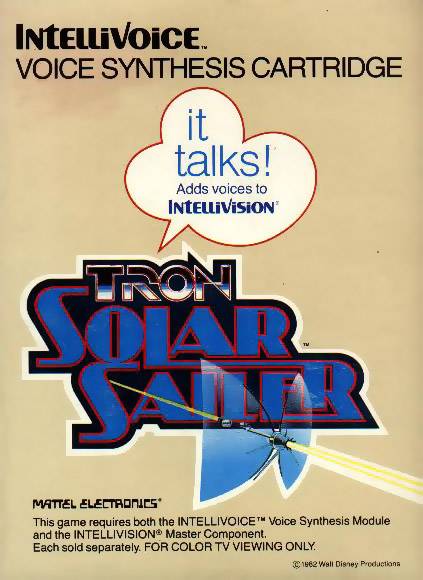 INTELLIVOICE™
VOICE SYNTHESIS CARTRIDGE
it
talks!
Adds voices to
INTELLIVISION®
TRON
SOLAR
SAILER™
MATTEL ELECTRONICS®
This game requires both the INTELLIVOICE™ Voice Synthesis Module
and the INTELLIVISION® Master Component.
Each sold separately. FOR COLOR TV VIEWING ONLY.
©1982 Walt Disney Productions